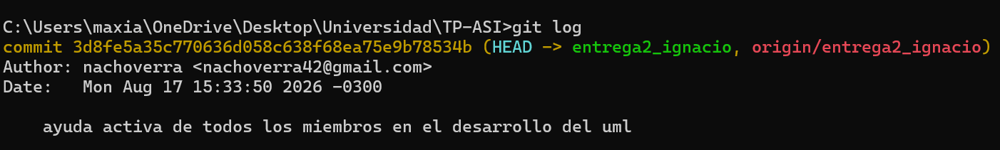 C:\Users\maxia\OneDrive\Desktop\Universidad\TP-ASI>git log
commit 3d8fe5a35c770636d058c638f68ea75e9b78534b (HEAD -> entrega2_ignacio, origin/entrega2_ignacio)
Author: nachoverra <nachoverra42@gmail.com>
Date:   Mon Aug 17 15:33:50 2026 -0300
    ayuda activa de todos los miembros en el desarrollo del uml